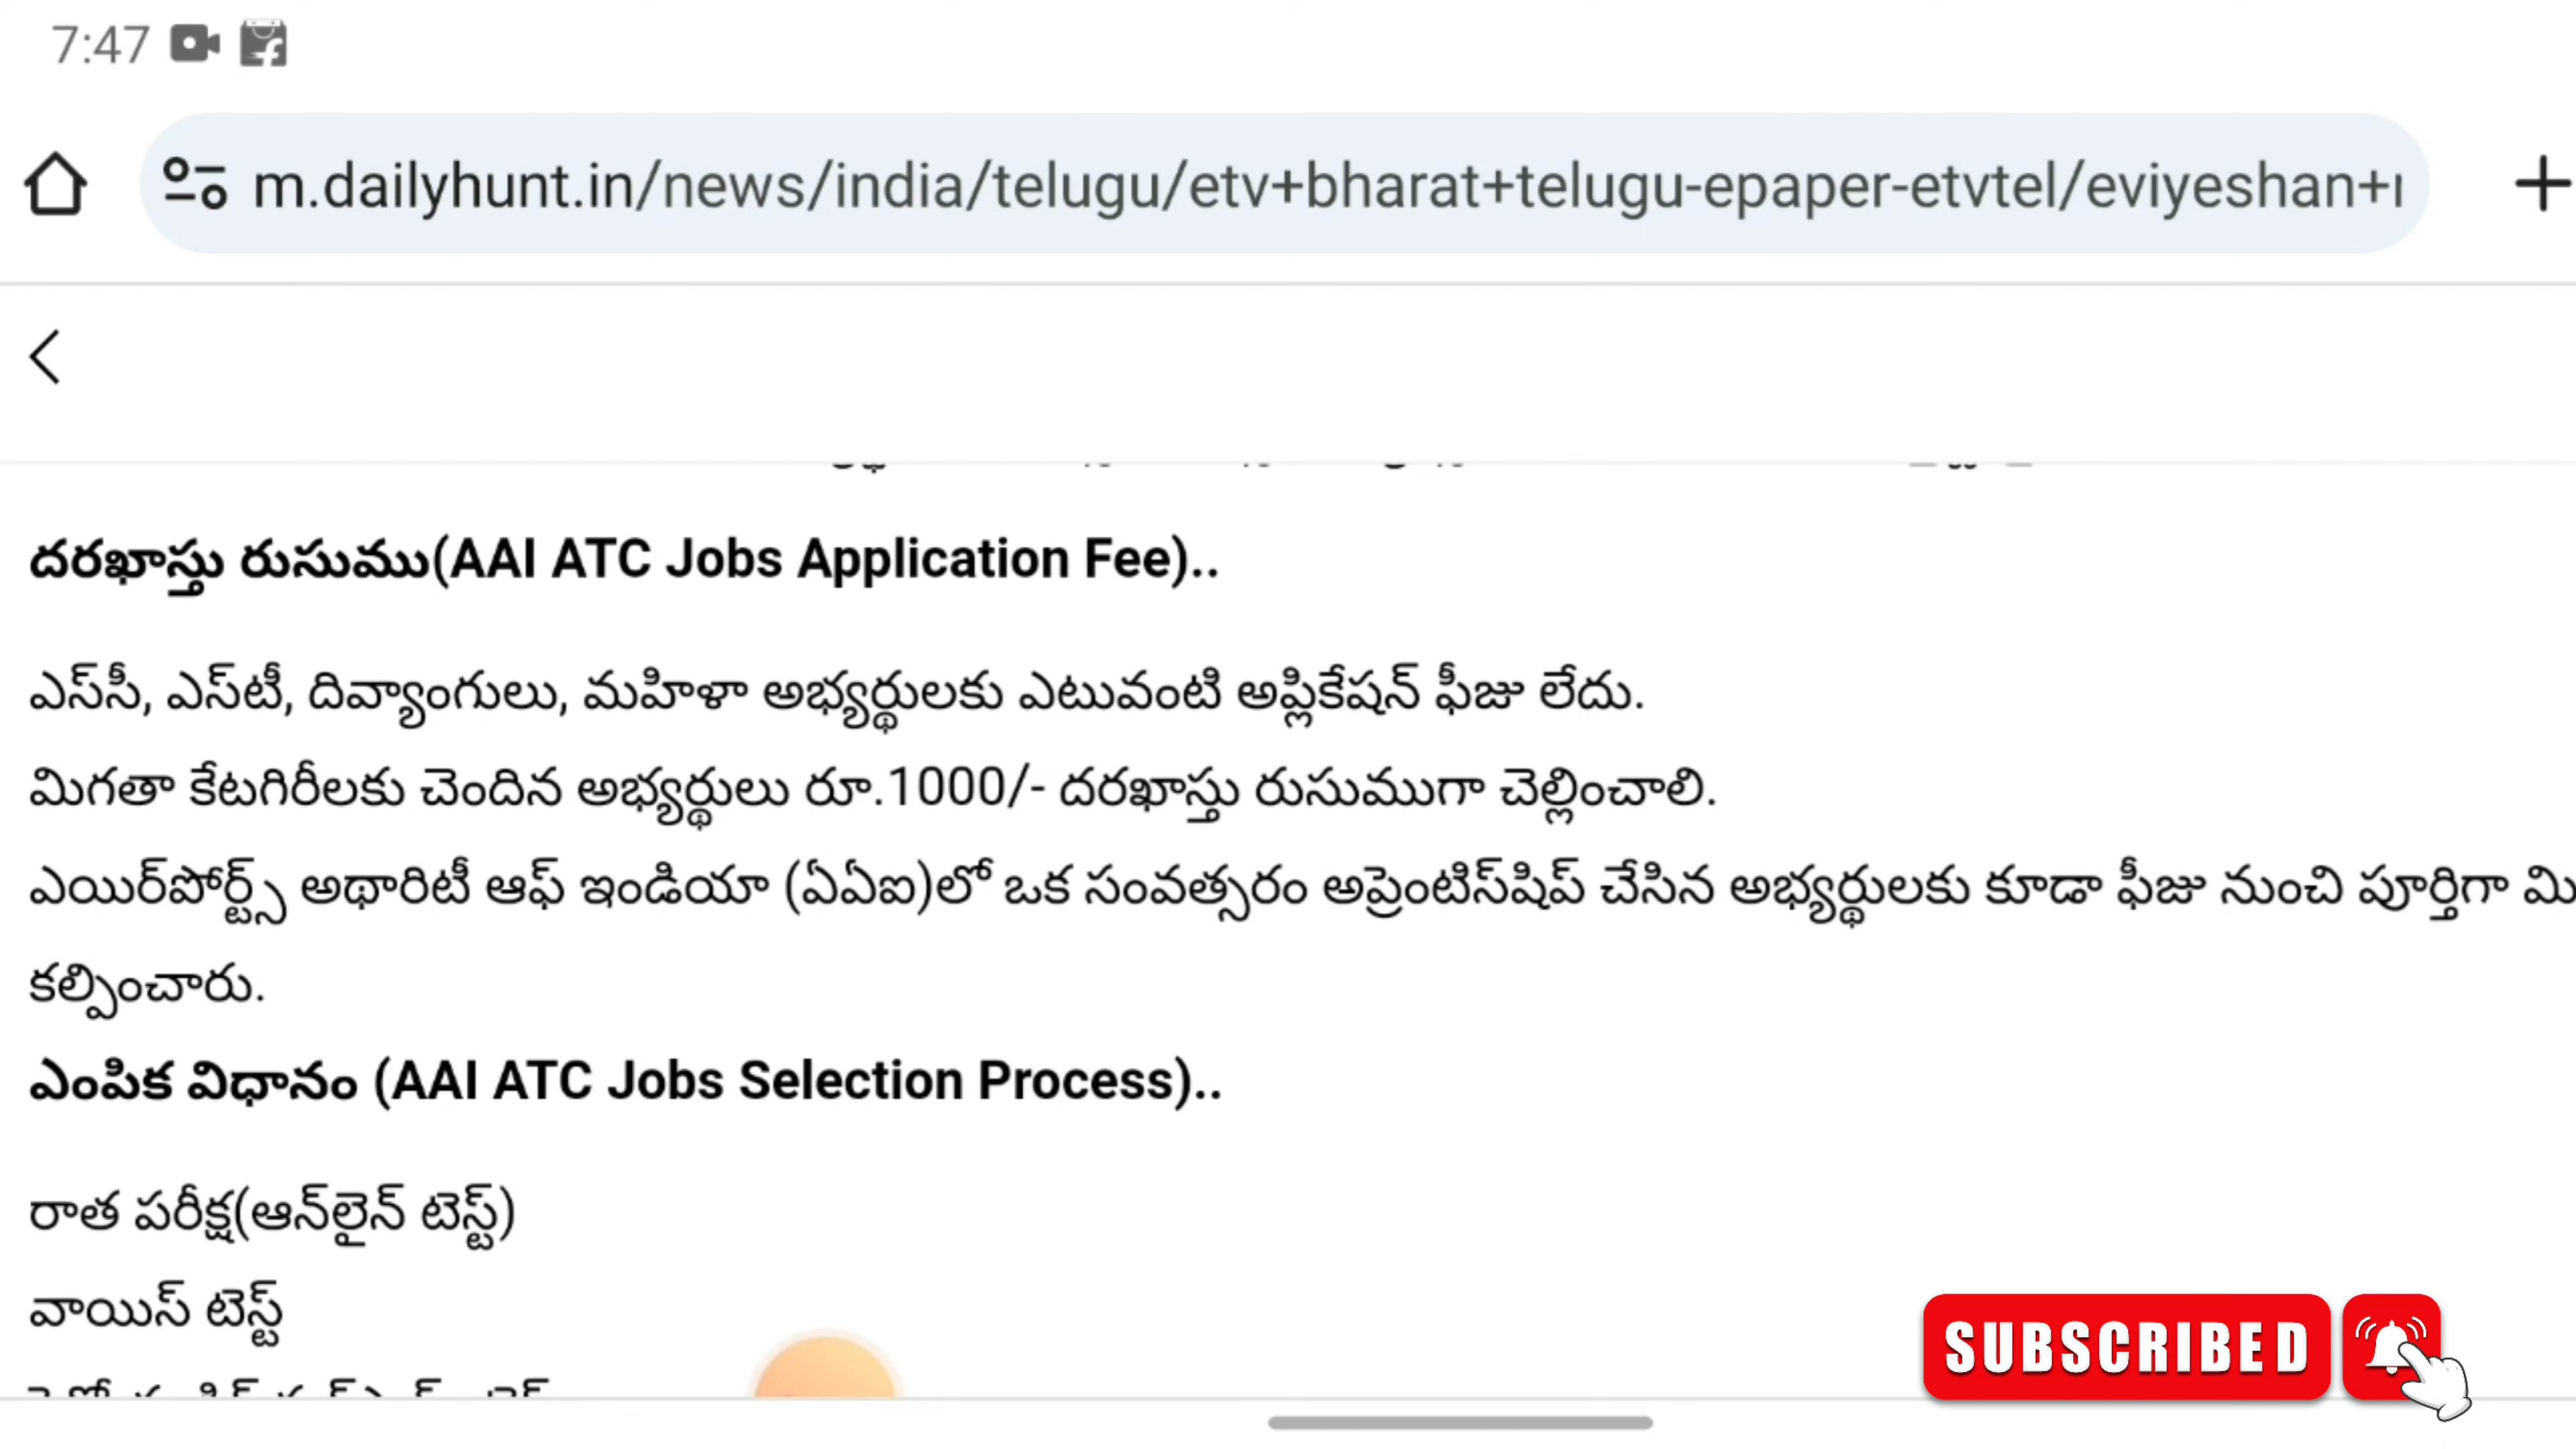 7:47
m.dailyhunt.in/news/india/telugu/etv+bharat+telugu-epaper-etvtel/eviyeshan+
దరఖాస్తు రుసుము(AAI ATC Jobs Application Fee)..
ఎస్‌సీ, ఎస్‌టీ, దివ్యాంగులు, మహిళా అభ్యర్థులకు ఎటువంటి అప్లికేషన్ ఫీజు లేదు.
మిగతా కేటగిరీలకు చెందిన అభ్యర్థులు రూ.1000/- దరఖాస్తు రుసుముగా చెల్లించాలి.
ఎయిర్‌పోర్ట్స్ అథారిటీ ఆఫ్ ఇండియా (ఏఏఐ)లో ఒక సంవత్సరం అప్రెంటిస్‌షిప్ చేసిన అభ్యర్థులకు కూడా ఫీజు నుంచి పూర్తిగా మి
కల్పించారు.
ఎంపిక విధానం (AAI ATC Jobs Selection Process)..
రాత పరీక్ష(ఆన్‌లైన్ టెస్ట్)
వాయిస్ టెస్ట్
SUBSCRIBED